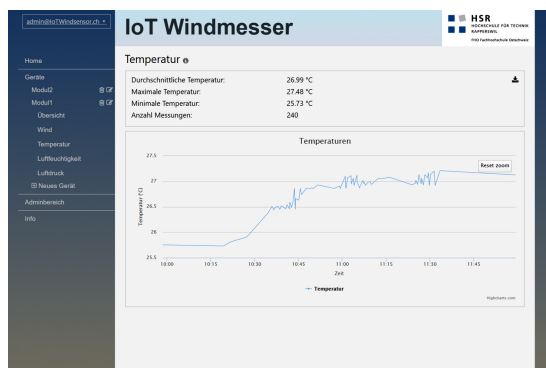 admin@IoTWindsensor.ch
IoT Windmesser
HSR
HOCHSCHULE FÜR TECHNIK
RAPPERSWIL
FHO Fachhochschule Ostschweiz
Home
Geräte
Modul2
Modul1
Übersicht
Wind
Temperatur
Luftfeuchtigkeit
Luftdruck
Neues Gerät
Adminbereich
Info
Temperatur
Durchschnittliche Temperatur: 26.99 °C
Maximale Temperatur: 27.48 °C
Minimale Temperatur: 25.73 °C
Anzahl Messungen: 240
Temperaturen
Reset zoom
Temperatur (°C)
27.5
27
26.5
26
25.5
10:00 10:15 10:30 10:45 11:00 11:15 11:30 11:45
Zeit
Temperatur
Highcharts.com